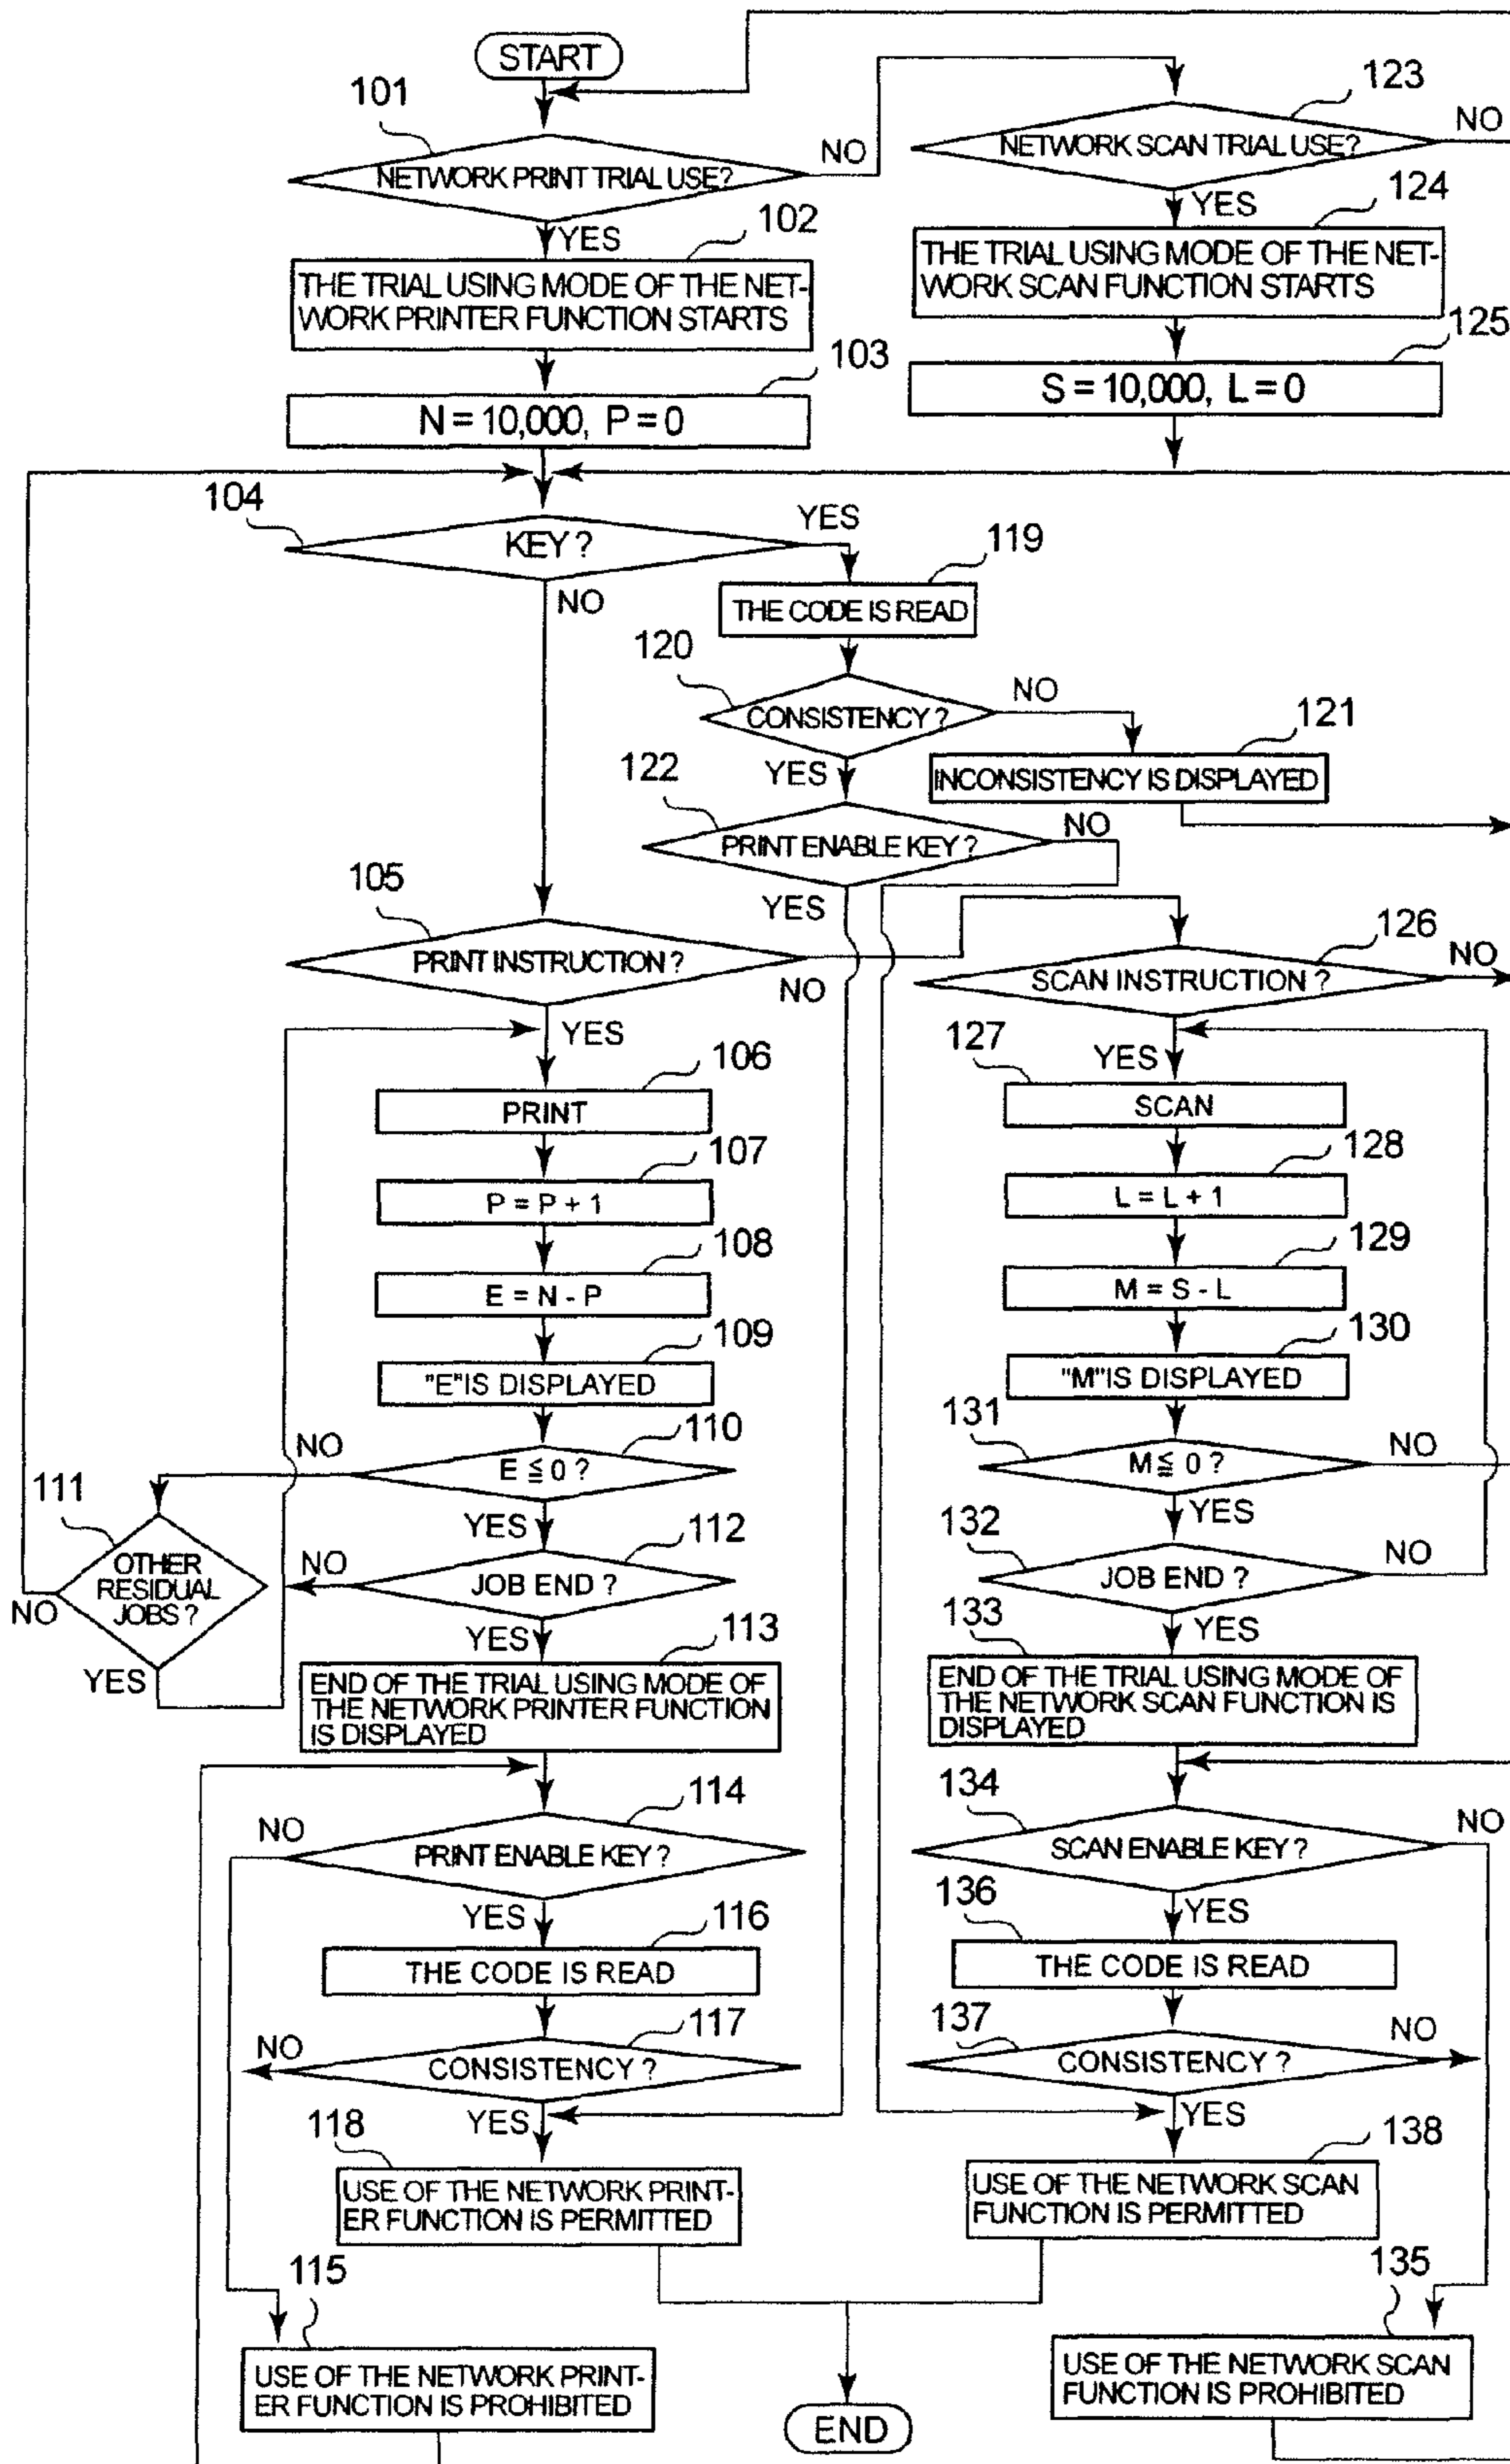 START
101
NETWORK PRINT TRIAL USE?
NO
YES
102
THE TRIAL USING MODE OF THE NET-
WORK PRINTER FUNCTION STARTS
103
N = 10,000, P = 0
123
NETWORK SCAN TRIAL USE?
NO
YES
124
THE TRIAL USING MODE OF THE NET-
WORK SCAN FUNCTION STARTS
125
S = 10,000, L = 0
104
KEY ?
YES
NO
119
THE CODE IS READ
120
CONSISTENCY ?
NO
YES
121
INCONSISTENCY IS DISPLAYED
122
PRINT ENABLE KEY ?
NO
YES
105
PRINT INSTRUCTION ?
NO
YES
106
PRINT
107
P = P + 1
108
E = N - P
109
"E"IS DISPLAYED
110
E ≦ 0 ?
NO
YES
111
OTHER
RESIDUAL
JOBS ?
NO
YES
112
JOB END ?
NO
YES
113
END OF THE TRIAL USING MODE OF
THE NETWORK PRINTER FUNCTION
IS DISPLAYED
114
PRINT ENABLE KEY ?
NO
YES
116
THE CODE IS READ
117
CONSISTENCY ?
NO
YES
118
USE OF THE NETWORK PRINT-
ER FUNCTION IS PERMITTED
115
USE OF THE NETWORK PRINT-
ER FUNCTION IS PROHIBITED
126
SCAN INSTRUCTION ?
NO
YES
127
SCAN
128
L = L + 1
129
M = S - L
130
"M"IS DISPLAYED
131
M ≦ 0 ?
NO
YES
132
JOB END ?
NO
YES
133
END OF THE TRIAL USING MODE OF
THE NETWORK SCAN FUNCTION IS
DISPLAYED
134
SCAN ENABLE KEY ?
NO
YES
136
THE CODE IS READ
137
CONSISTENCY ?
NO
YES
138
USE OF THE NETWORK SCAN
FUNCTION IS PERMITTED
135
USE OF THE NETWORK SCAN
FUNCTION IS PROHIBITED
END